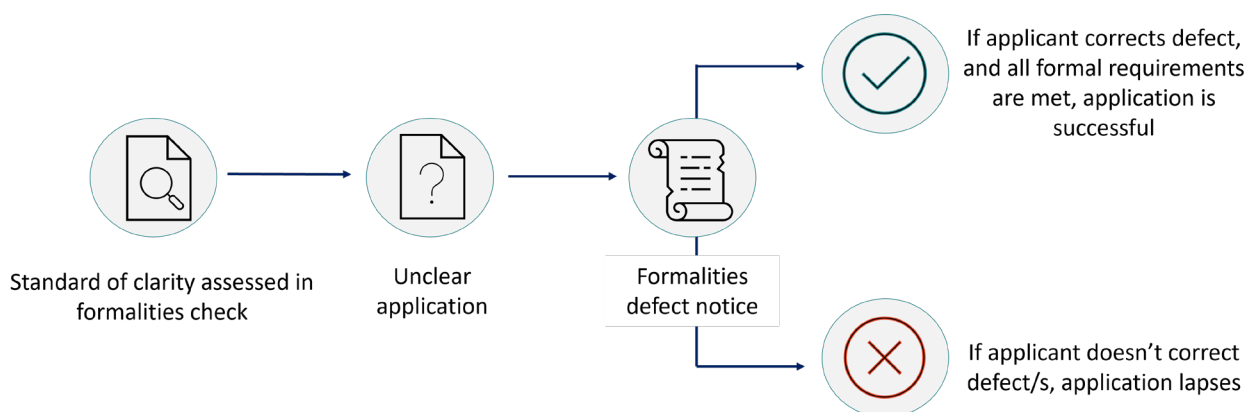 If applicant corrects defect,
and all formal requirements
are met, application is
successful
?
Standard of clarity assessed in
formalities check
Unclear
application
Formalities
defect notice
If applicant doesn’t correct
defect/s, application lapses